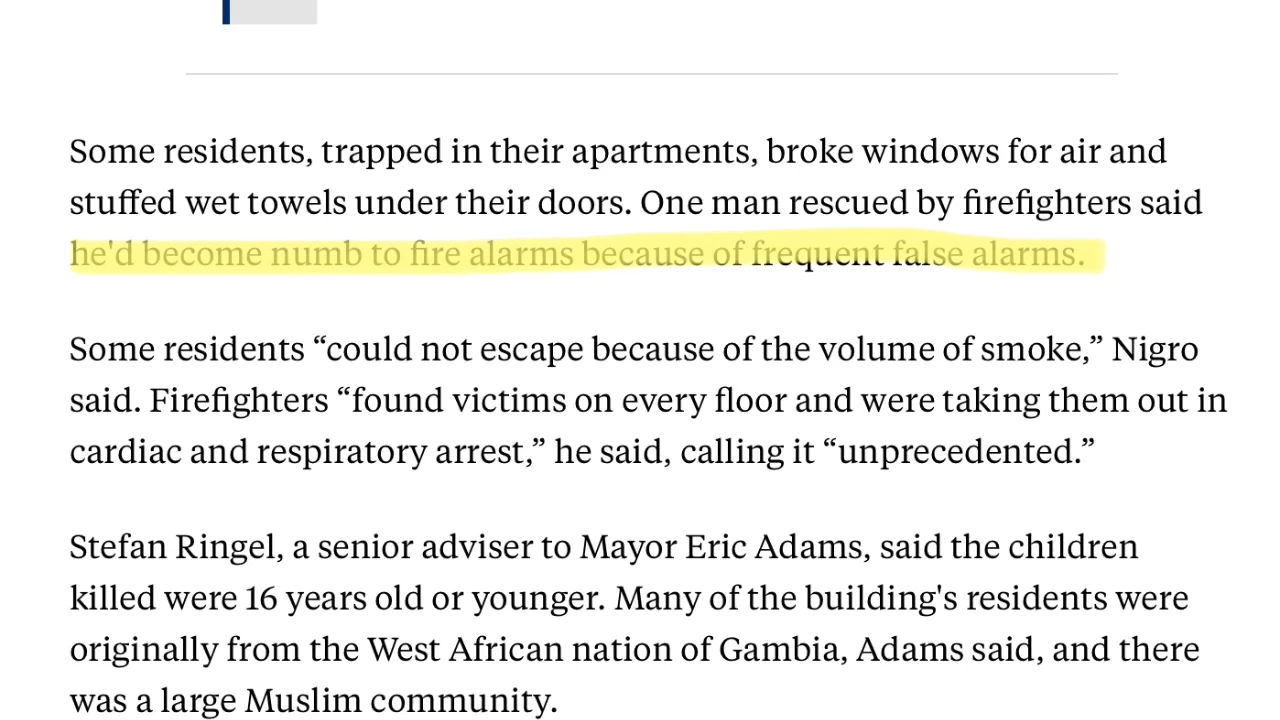 Some residents, trapped in their apartments, broke windows for air and
stuffed wet towels under their doors. One man rescued by firefighters said
he'd become numb to fire alarms because of frequent false alarms.
Some residents “could not escape because of the volume of smoke,” Nigro
said. Firefighters “found victims on every floor and were taking them out in
cardiac and respiratory arrest,” he said, calling it “unprecedented.”
Stefan Ringel, a senior adviser to Mayor Eric Adams, said the children
killed were 16 years old or younger. Many of the building's residents were
originally from the West African nation of Gambia, Adams said, and there
was a large Muslim community.